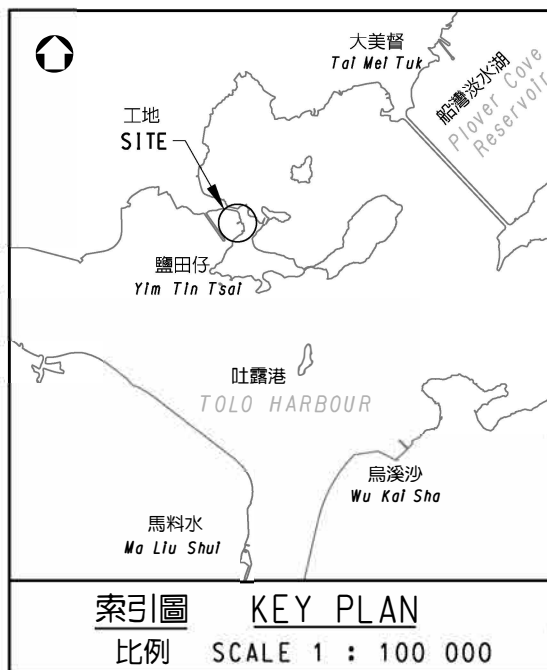 大美督
Tai Mei Tuk
船灣淡水湖
Plover Cove
Reservoir
工地
SITE
鹽田仔
Yim Tin Tsai
吐露港
TOLO HARBOUR
烏溪沙
Wu Kai Sha
馬料水
Ma Liu Shui
索引圖 KEY PLAN
比例 SCALE 1 : 100 000